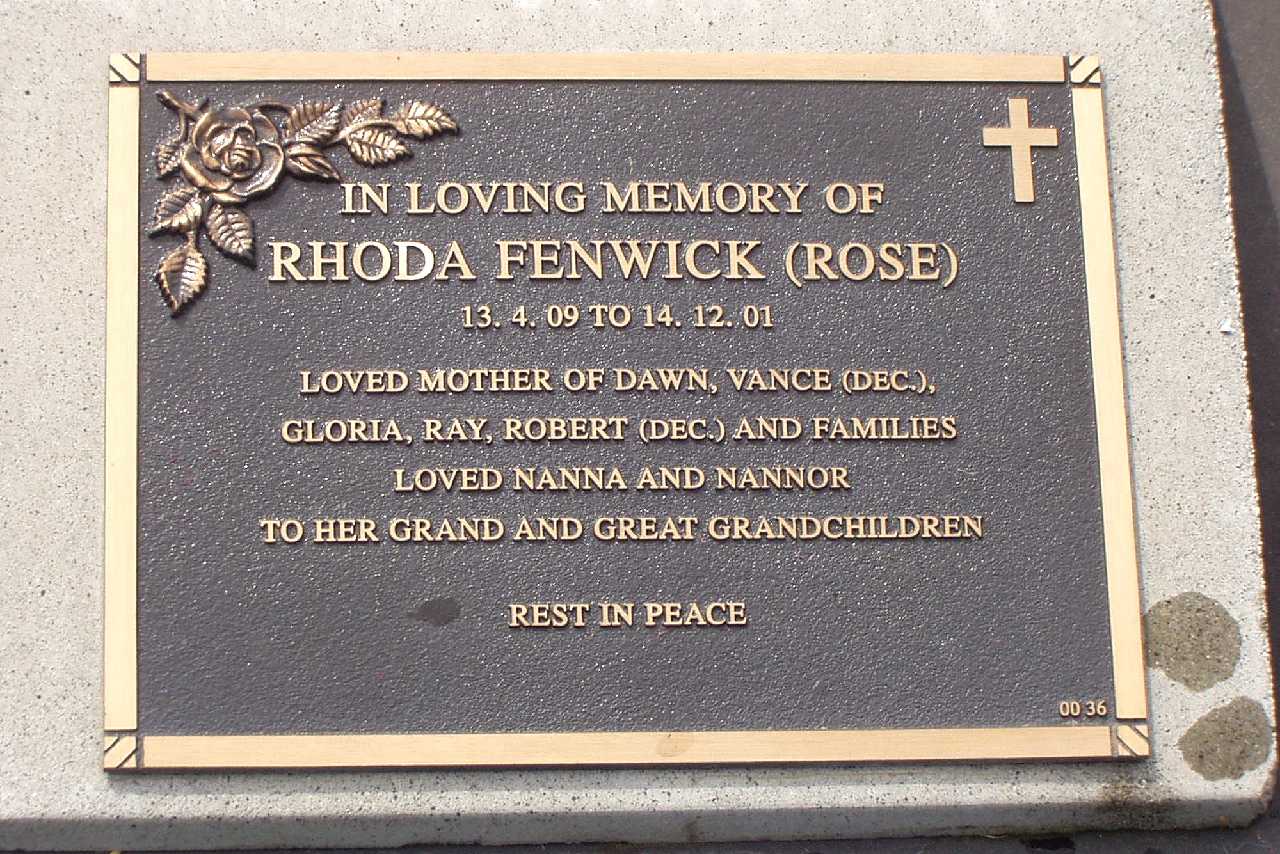 IN LOVING MEMORY OF
RHODA FENWICK (ROSE)
13. 4. 09 TO 14. 12. 01
LOVED MOTHER OF DAWN, VANCE (DEC.),
GLORIA, RAY, ROBERT (DEC.) AND FAMILIES
LOVED NANNA AND NANNOR
TO HER GRAND AND GREAT GRANDCHILDREN
REST IN PEACE
OD 36